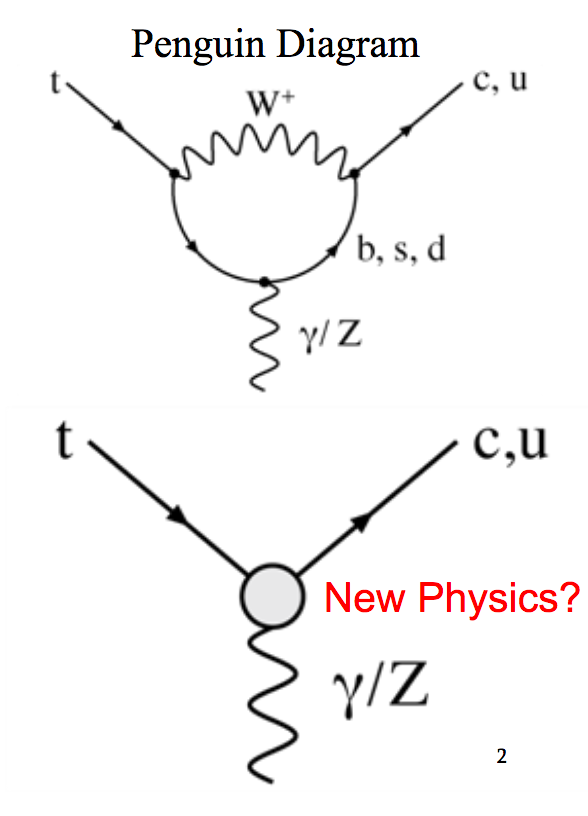 Penguin Diagram
t
W+
c, u
b, s, d
γ/ Z
t
c,u
New Physics?
γ/Z
2